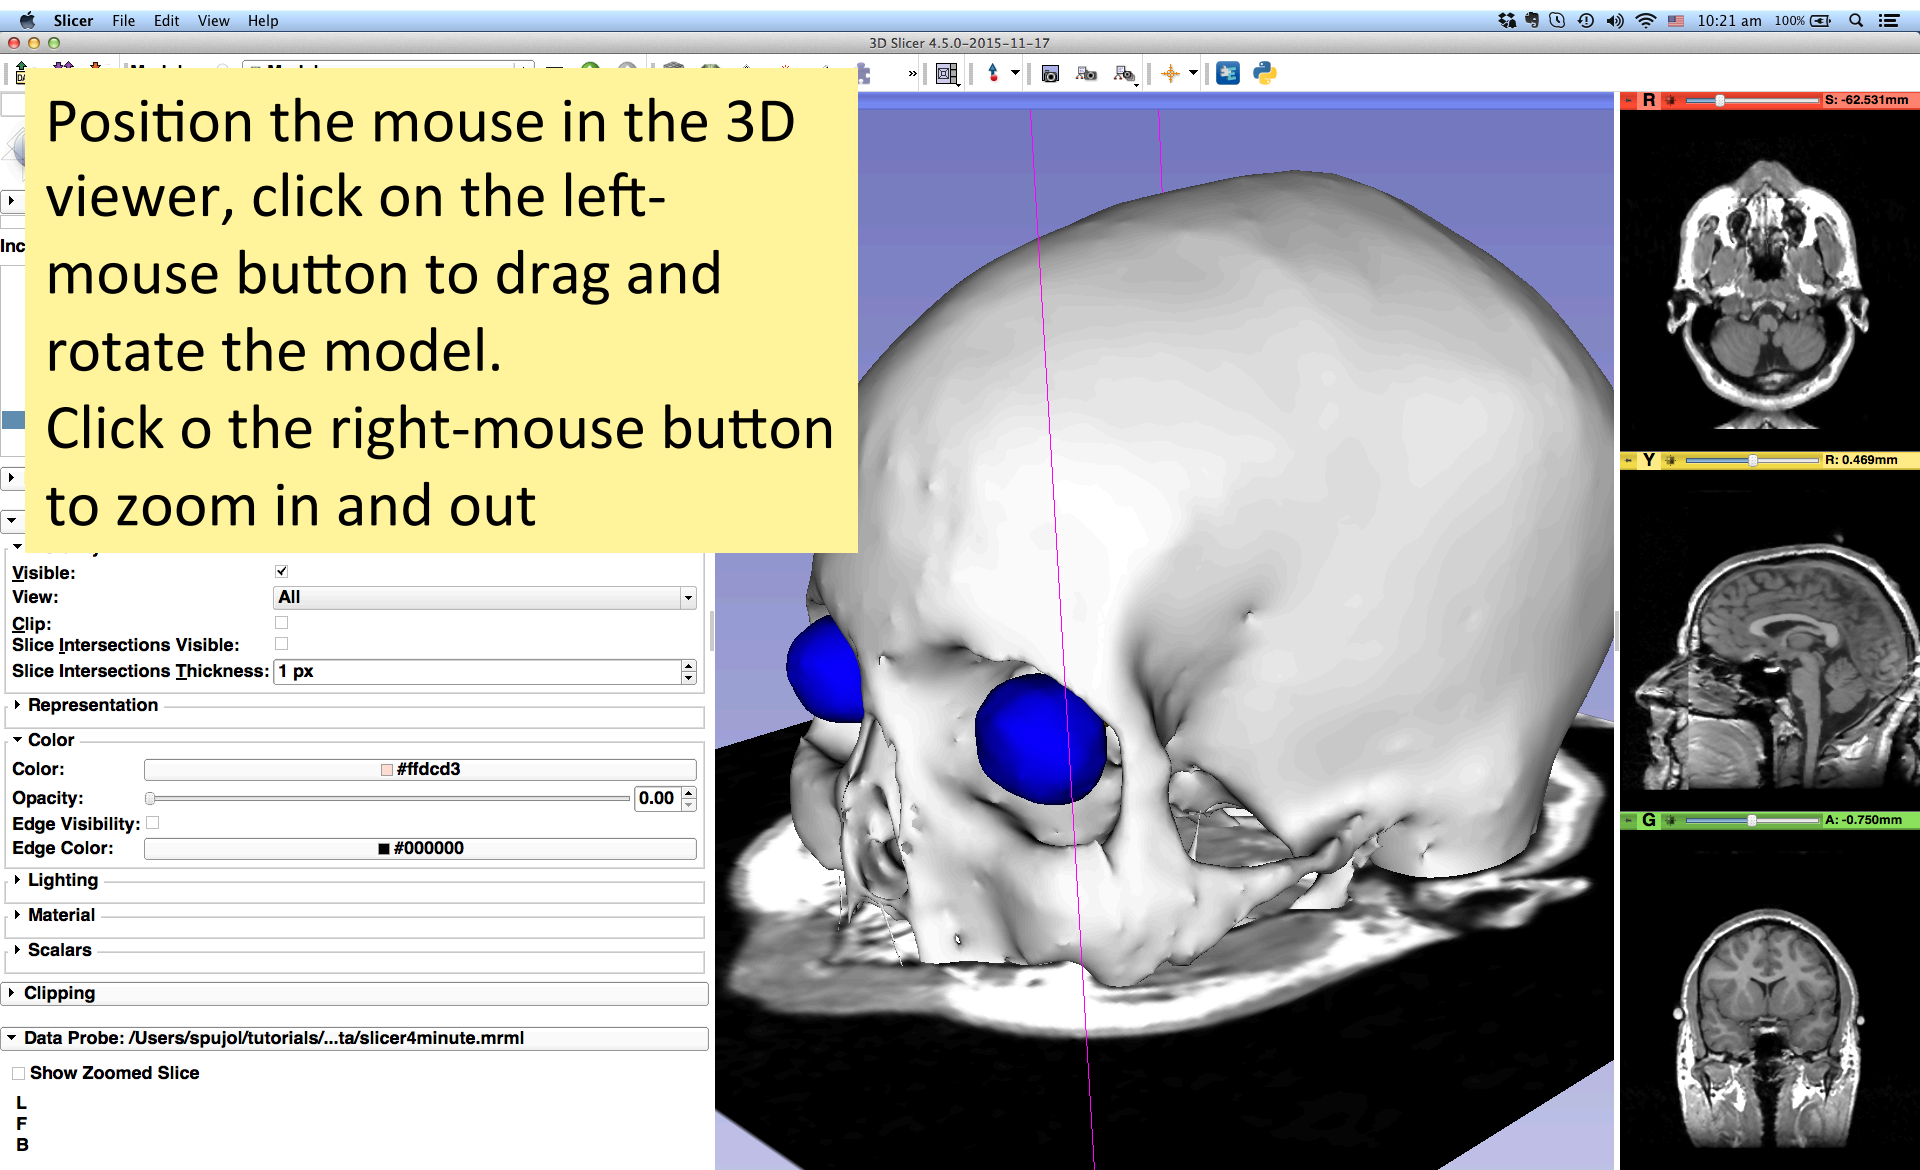 Slicer File Edit View Help 10:21 am 100%
3D Slicer 4.5.0-2015-11-17
»
Position the mouse in the 3D
viewer, click on the left-
mouse button to drag and
rotate the model.
Click o the right-mouse button
to zoom in and out
Inc
Visible:
View: All
Clip:
Slice Intersections Visible:
Slice Intersections Thickness: 1 px
Representation
Color
Color: #ffdcd3
Opacity: 0.00
Edge Visibility:
Edge Color: #000000
Lighting
Material
Scalars
Clipping
Data Probe: /Users/spujol/tutorials/...ta/slicer4minute.mrml
Show Zoomed Slice
L
F
B
R S: -62.531mm
Y R: 0.469mm
G A: -0.750mm